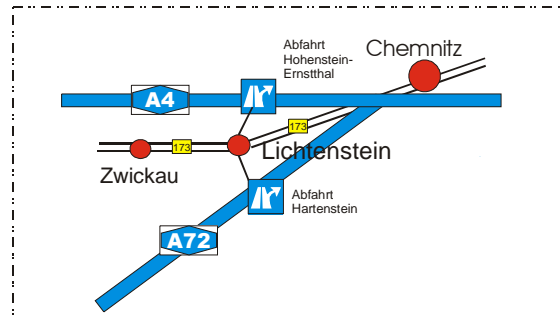 Chemnitz
Abfahrt
Hohenstein-
Ernstthal
A4
173
173
Lichtenstein
Zwickau
Abfahrt
Hartenstein
A72